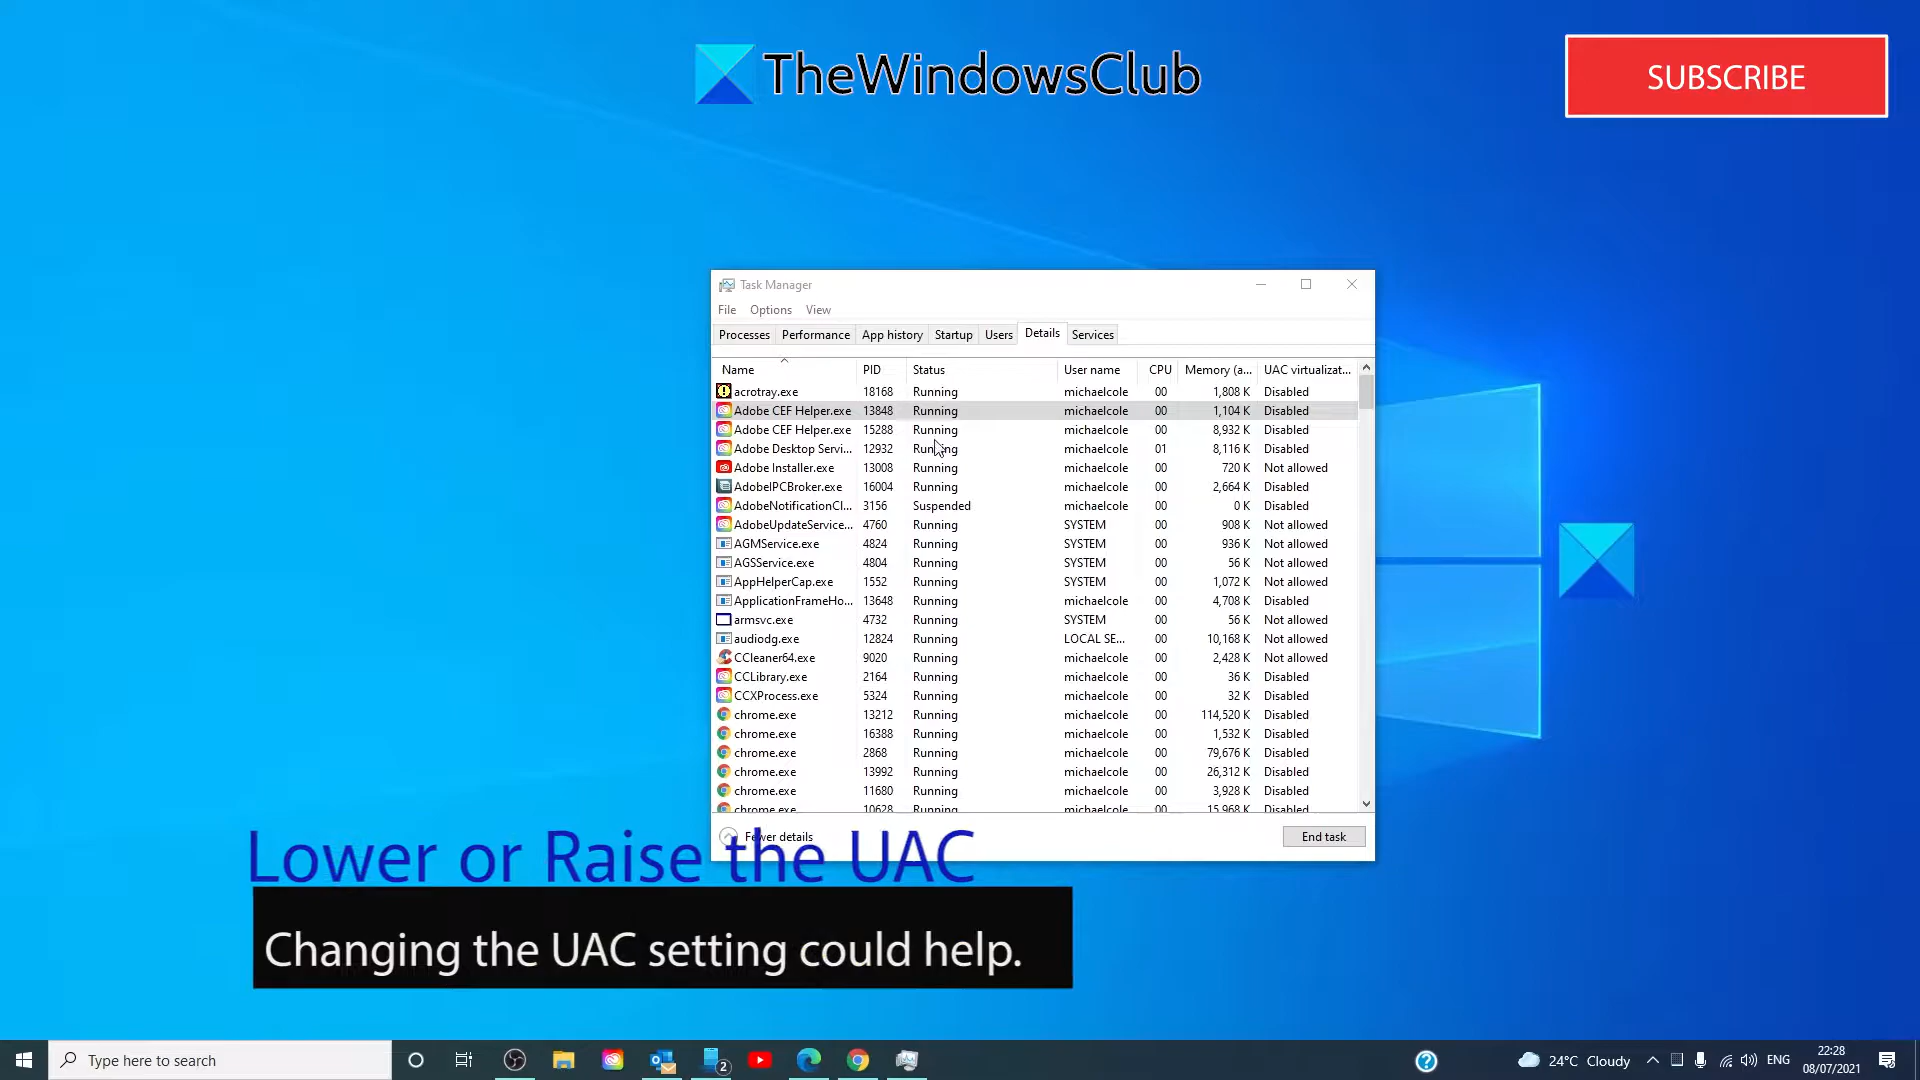 TheWindowsClub
SUBSCRIBE
Task Manager
File Options View
Processes Performance App history Startup Users Details Services
Name PID Status User name CPU Memory (a... UAC virtualizat...
acrotray.exe 18168 Running michaelcole 00 1,808 K Disabled
Adobe CEF Helper.exe 13848 Running michaelcole 00 1,104 K Disabled
Adobe CEF Helper.exe 15288 Running michaelcole 00 8,932 K Disabled
Adobe Desktop Servi... 12932 Running michaelcole 01 8,116 K Disabled
Adobe Installer.exe 13008 Running michaelcole 00 720 K Not allowed
AdobeIPCBroker.exe 16004 Running michaelcole 00 2,664 K Disabled
AdobeNotificationCl... 3156 Suspended michaelcole 00 0 K Disabled
AdobeUpdateService... 4760 Running SYSTEM 00 908 K Not allowed
AGMService.exe 4824 Running SYSTEM 00 936 K Not allowed
AGSService.exe 4804 Running SYSTEM 00 56 K Not allowed
AppHelperCap.exe 1552 Running SYSTEM 00 1,072 K Not allowed
ApplicationFrameHo... 13648 Running michaelcole 00 4,708 K Disabled
armsvc.exe 4732 Running SYSTEM 00 56 K Not allowed
audiodg.exe 12824 Running LOCAL SE... 00 10,168 K Not allowed
CCleaner64.exe 9020 Running michaelcole 00 2,428 K Not allowed
CCLibrary.exe 2164 Running michaelcole 00 36 K Disabled
CCXProcess.exe 5324 Running michaelcole 00 32 K Disabled
chrome.exe 13212 Running michaelcole 00 114,520 K Disabled
chrome.exe 16388 Running michaelcole 00 1,532 K Disabled
chrome.exe 2868 Running michaelcole 00 79,676 K Disabled
chrome.exe 13992 Running michaelcole 00 26,312 K Disabled
chrome.exe 11680 Running michaelcole 00 3,928 K Disabled
chrome.exe 10628 Running michaelcole 00 15,968 K Disabled
Fewer details End task
Lower or Raise the UAC
Changing the UAC setting could help.
Type here to search
2
24°C Cloudy
ENG
22:28
08/07/2021